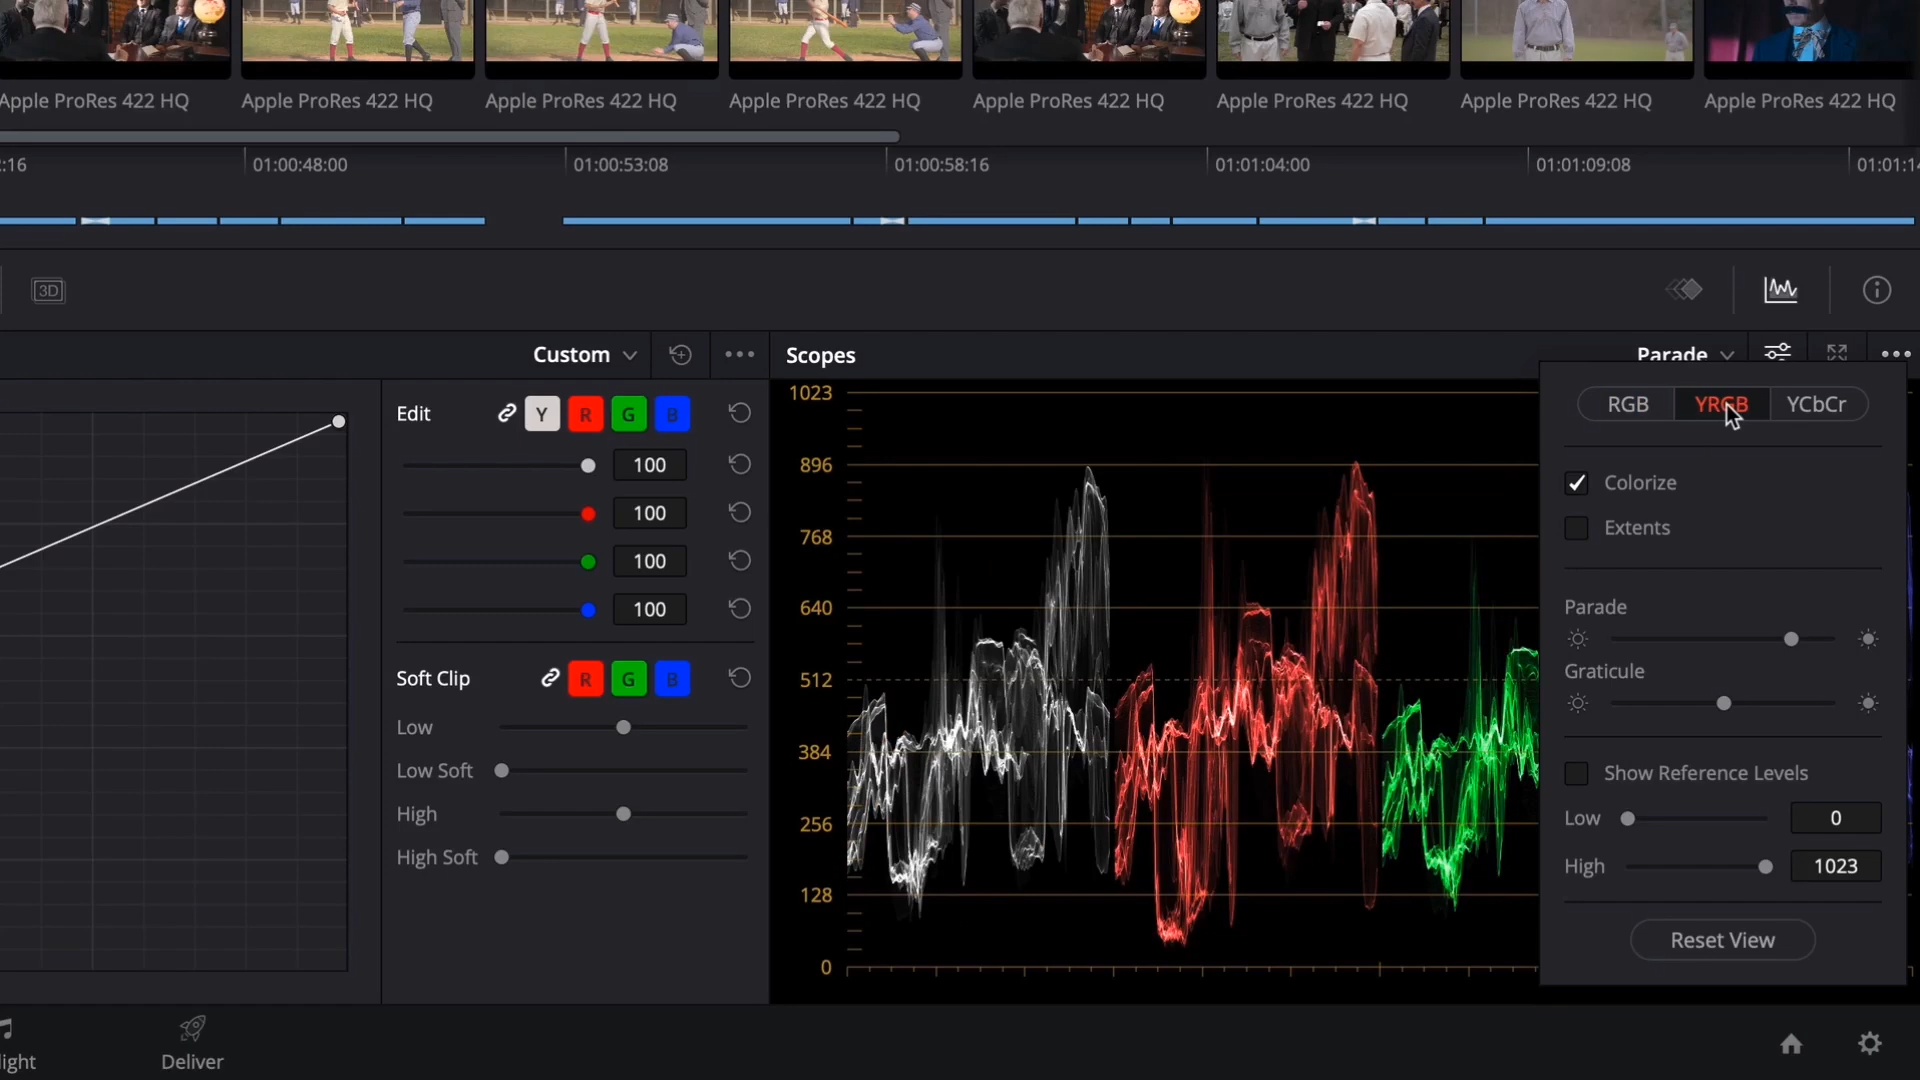 Apple ProRes 422 HQ
Apple ProRes 422 HQ
Apple ProRes 422 HQ
Apple ProRes 422 HQ
Apple ProRes 422 HQ
Apple ProRes 422 HQ
Apple ProRes 422 HQ
Apple ProRes 422 HQ
:16
01:00:48:00
01:00:53:08
01:00:58:16
01:01:04:00
01:01:09:08
01:01:14
3D
Custom
Scopes
Parade
Edit
Y
R
G
B
100
100
100
100
Soft Clip
R
G
B
Low
Low Soft
High
High Soft
1023
896
768
640
512
384
256
128
0
RGB
YRGB
YCbCr
Colorize
Extents
Parade
Graticule
Show Reference Levels
Low
0
High
1023
Reset View
light
Deliver